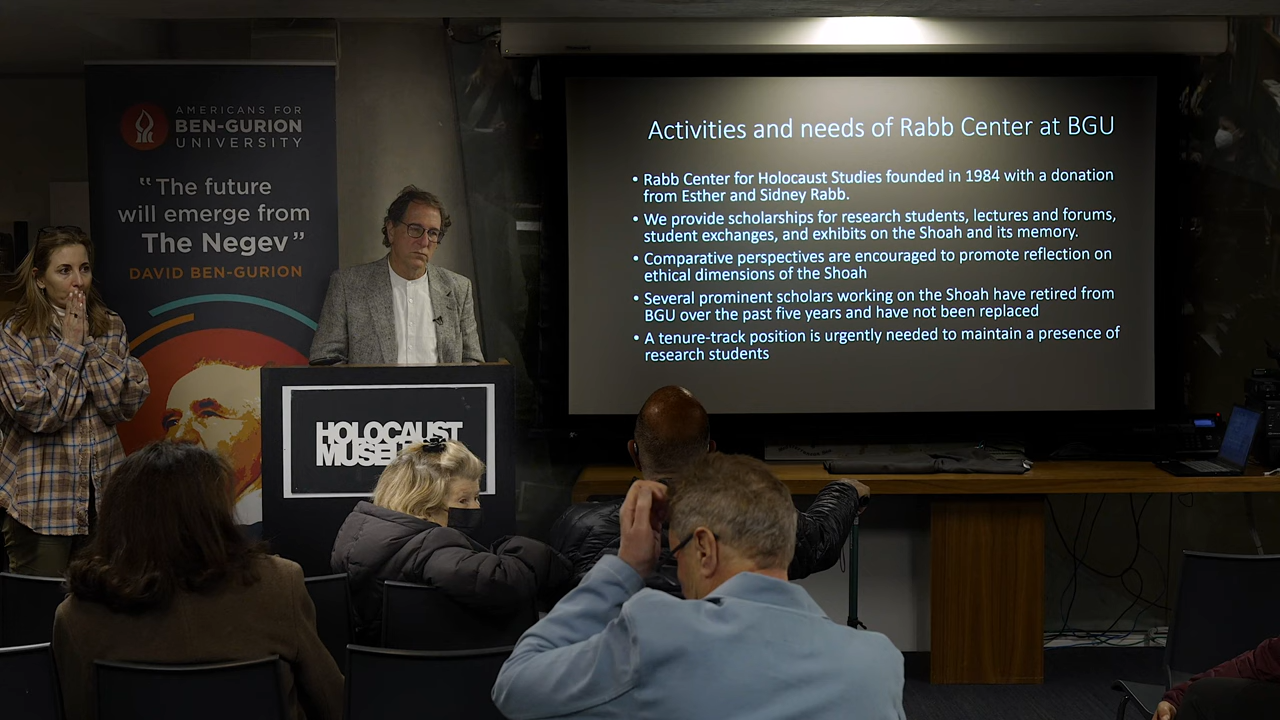 AMERICANS FOR
BEN-GURION
UNIVERSITY
"The future
will emerge from
The Negev"
DAVID BEN-GURION
HOLOCAUST
Activities and needs of Rabb Center at BGU
• Rabb Center for Holocaust Studies founded in 1984 with a donation
from Esther and Sidney Rabb.
• We provide scholarships for research students, lectures and forums,
student exchanges, and exhibits on the Shoah and its memory.
• Comparative perspectives are encouraged to promote reflection on
ethical dimensions of the Shoah
• Several prominent scholars working on the Shoah have retired from
BGU over the past five years and have not been replaced
• A tenure-track position is urgently needed to maintain a presence of
research students